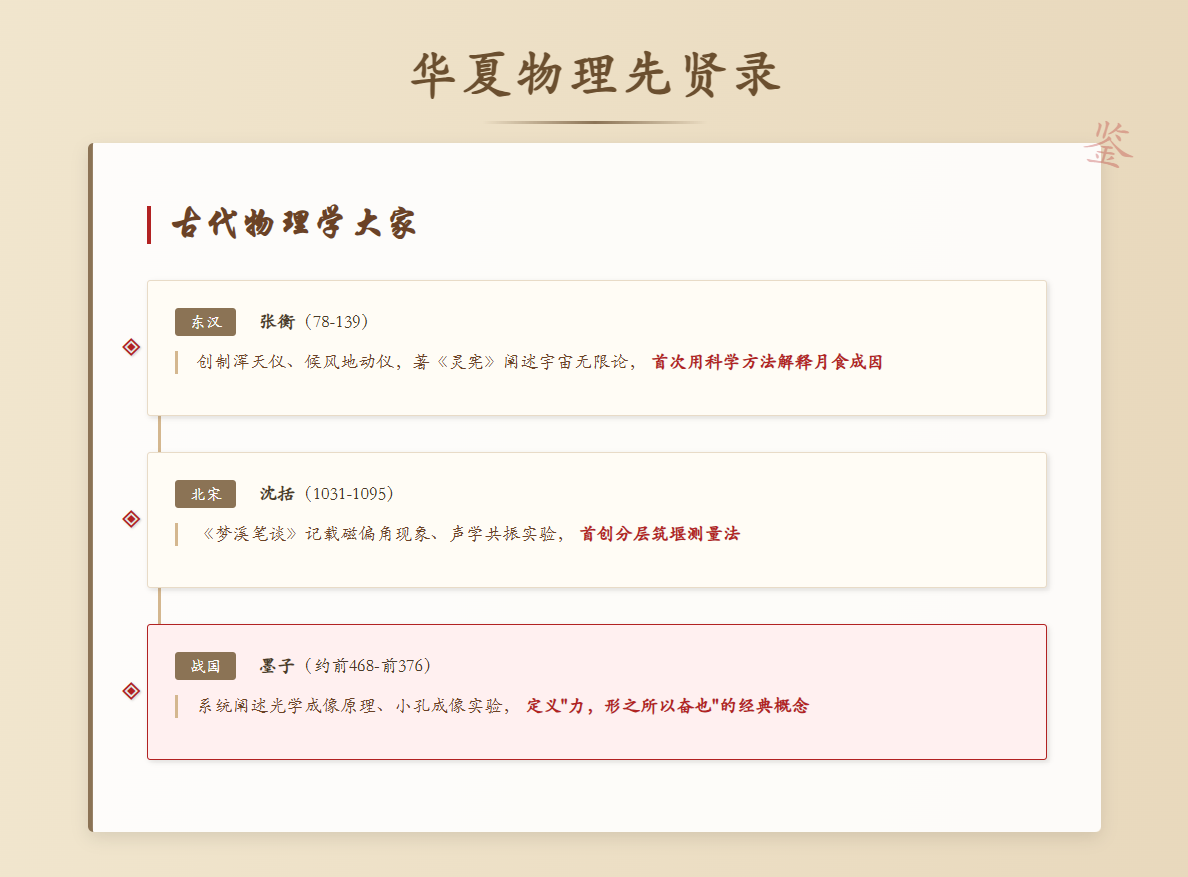 华夏物理先贤录
鉴
古代物理学大家
东汉 张衡（78-139）
创制浑天仪、候风地动仪，著《灵宪》阐述宇宙无限论， 首次用科学方法解释月食成因
北宋 沈括（1031-1095）
《梦溪笔谈》记载磁偏角现象、声学共振实验， 首创分层筑堰测量法
战国 墨子（约前468-前376）
系统阐述光学成像原理、小孔成像实验， 定义"力，形之所以奋也"的经典概念